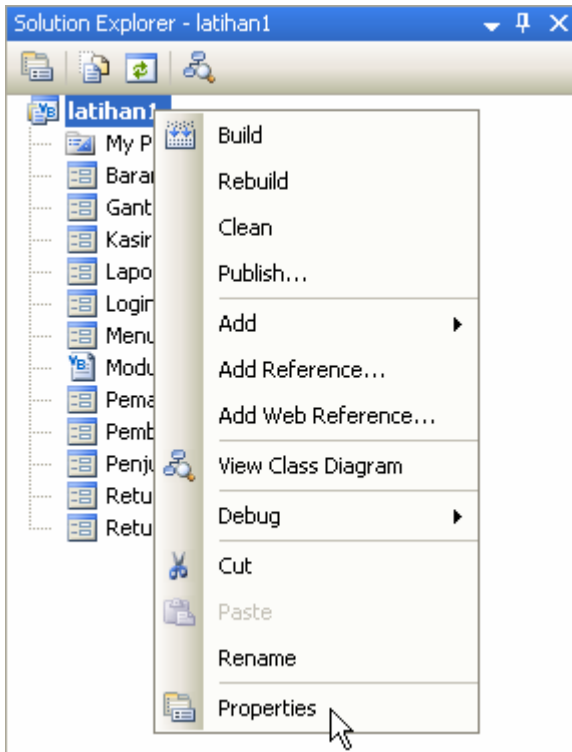 Solution Explorer - latihan1
latihan1
My P
Build
Baran
Rebuild
Gant
Clean
Kasir
Publish...
Lapo
Login
Add
Menu
Modu
Add Reference...
Pema
Add Web Reference...
Pemb
Penju
View Class Diagram
Retu
Debug
Retu
Cut
Paste
Rename
Properties